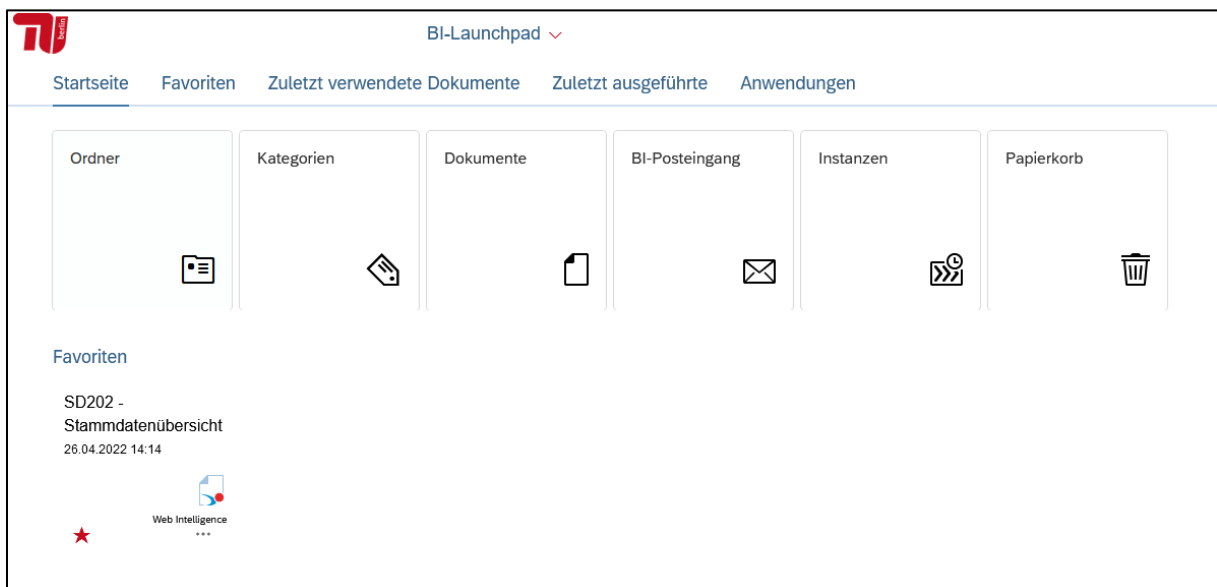 berlin
BI-Launchpad
Startseite Favoriten Zuletzt verwendete Dokumente Zuletzt ausgeführte Anwendungen
Ordner Kategorien Dokumente BI-Posteingang Instanzen Papierkorb
Favoriten
SD202 -
Stammdatenübersicht
26.04.2022 14:14
Web Intelligence